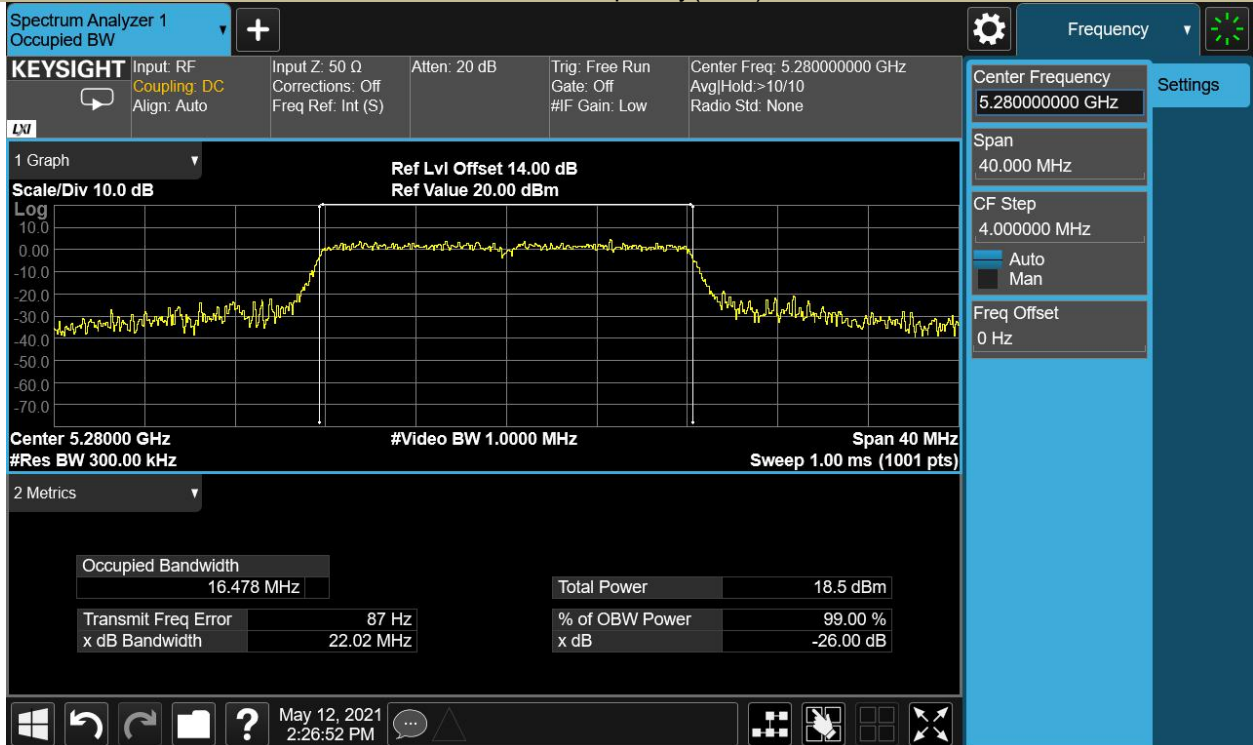 Spectrum Analyzer 1
Occupied BW
+
Frequency
KEYSIGHT
LXI
Input: RF
Coupling: DC
Align: Auto
Input Z: 50 Ω
Corrections: Off
Freq Ref: Int (S)
Atten: 20 dB
Trig: Free Run
Gate: Off
#IF Gain: Low
Center Freq: 5.280000000 GHz
Avg|Hold:>10/10
Radio Std: None
Center Frequency
5.280000000 GHz
Settings
Span
40.000 MHz
CF Step
4.000000 MHz
Auto
Man
Freq Offset
0 Hz
1 Graph
Scale/Div 10.0 dB
Ref Lvl Offset 14.00 dB
Ref Value 20.00 dBm
Log
10.0
0.00
-10.0
-20.0
-30.0
-40.0
-50.0
-60.0
-70.0
Center 5.28000 GHz
#Video BW 1.0000 MHz
Span 40 MHz
#Res BW 300.00 kHz
Sweep 1.00 ms (1001 pts)
2 Metrics
Occupied Bandwidth
16.478 MHz
Total Power 18.5 dBm
Transmit Freq Error 87 Hz
% of OBW Power 99.00 %
x dB Bandwidth 22.02 MHz
x dB -26.00 dB
?
May 12, 2021
2:26:52 PM